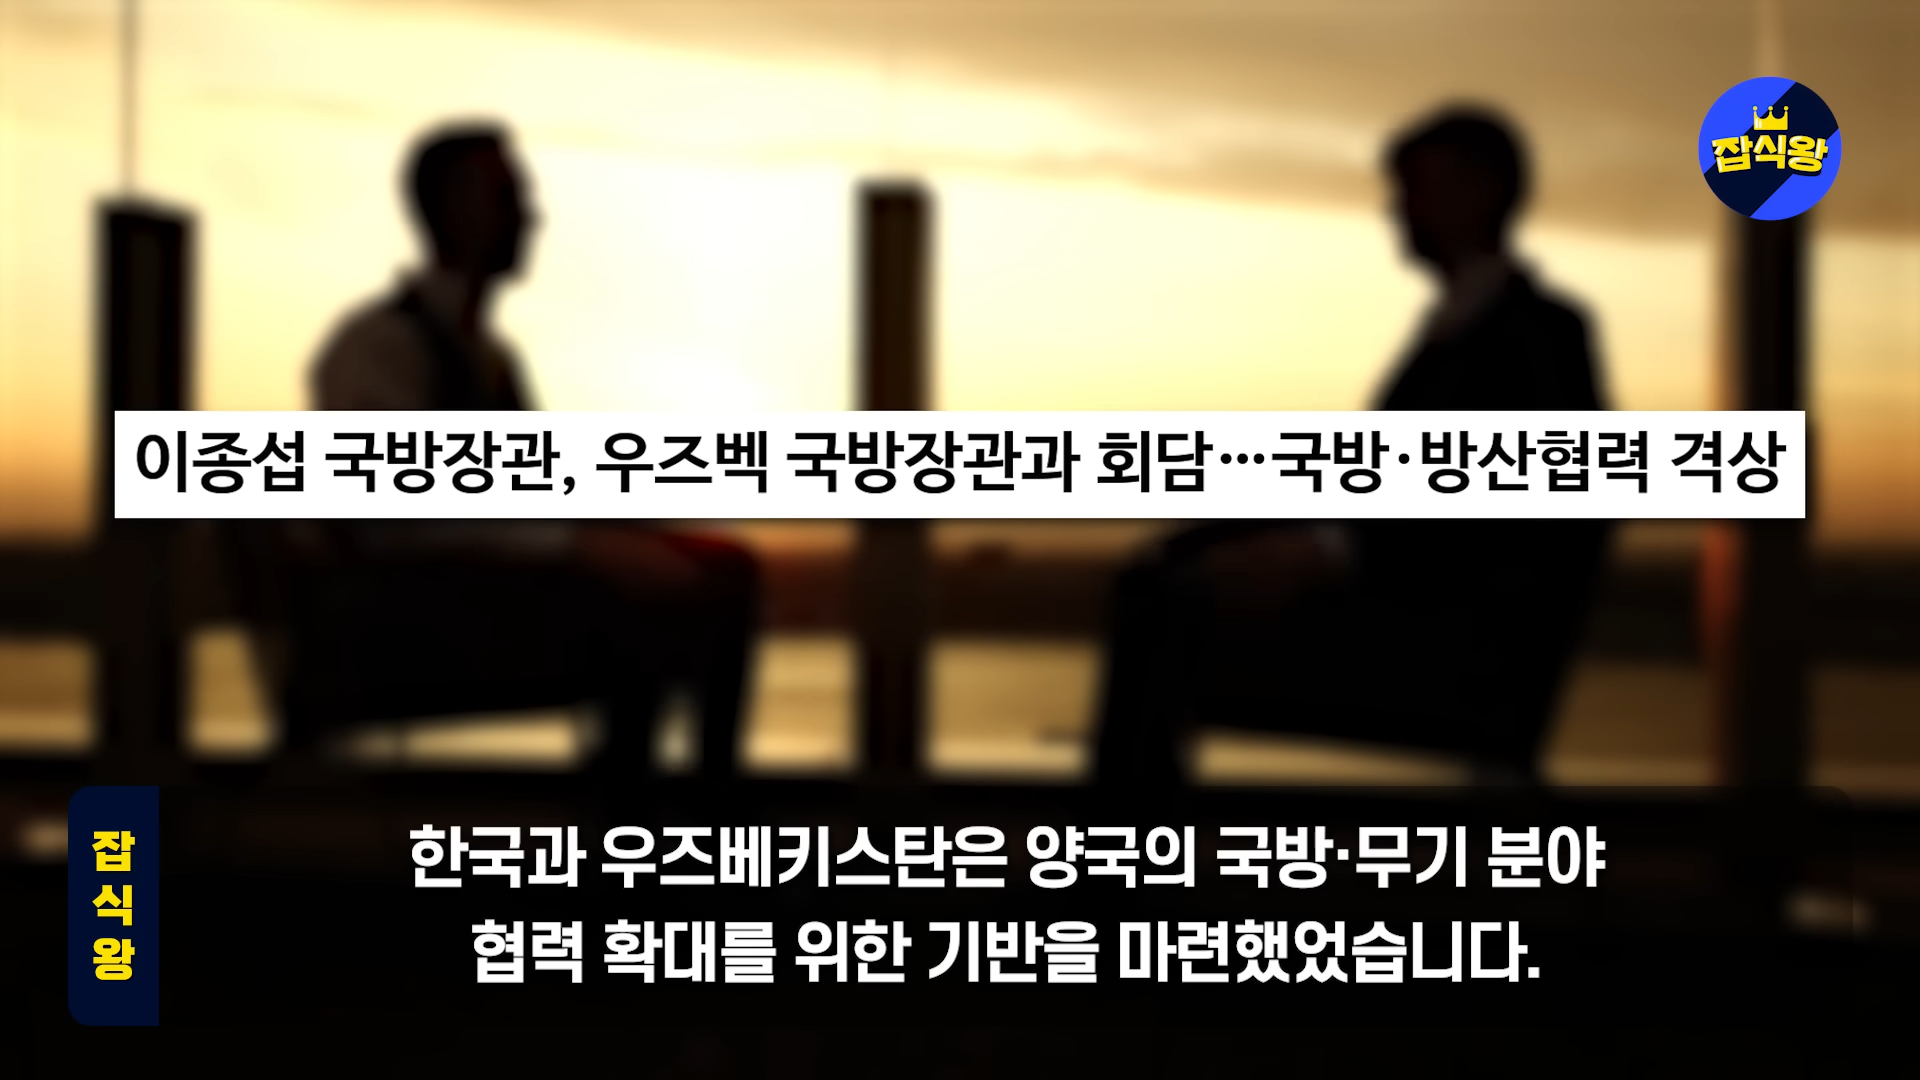 잡식왕
이종섭 국방장관, 우즈벡 국방장관과 회담…국방·방산협력 격상
잡식왕
한국과 우즈베키스탄은 양국의 국방·무기 분야
협력 확대를 위한 기반을 마련했었습니다.